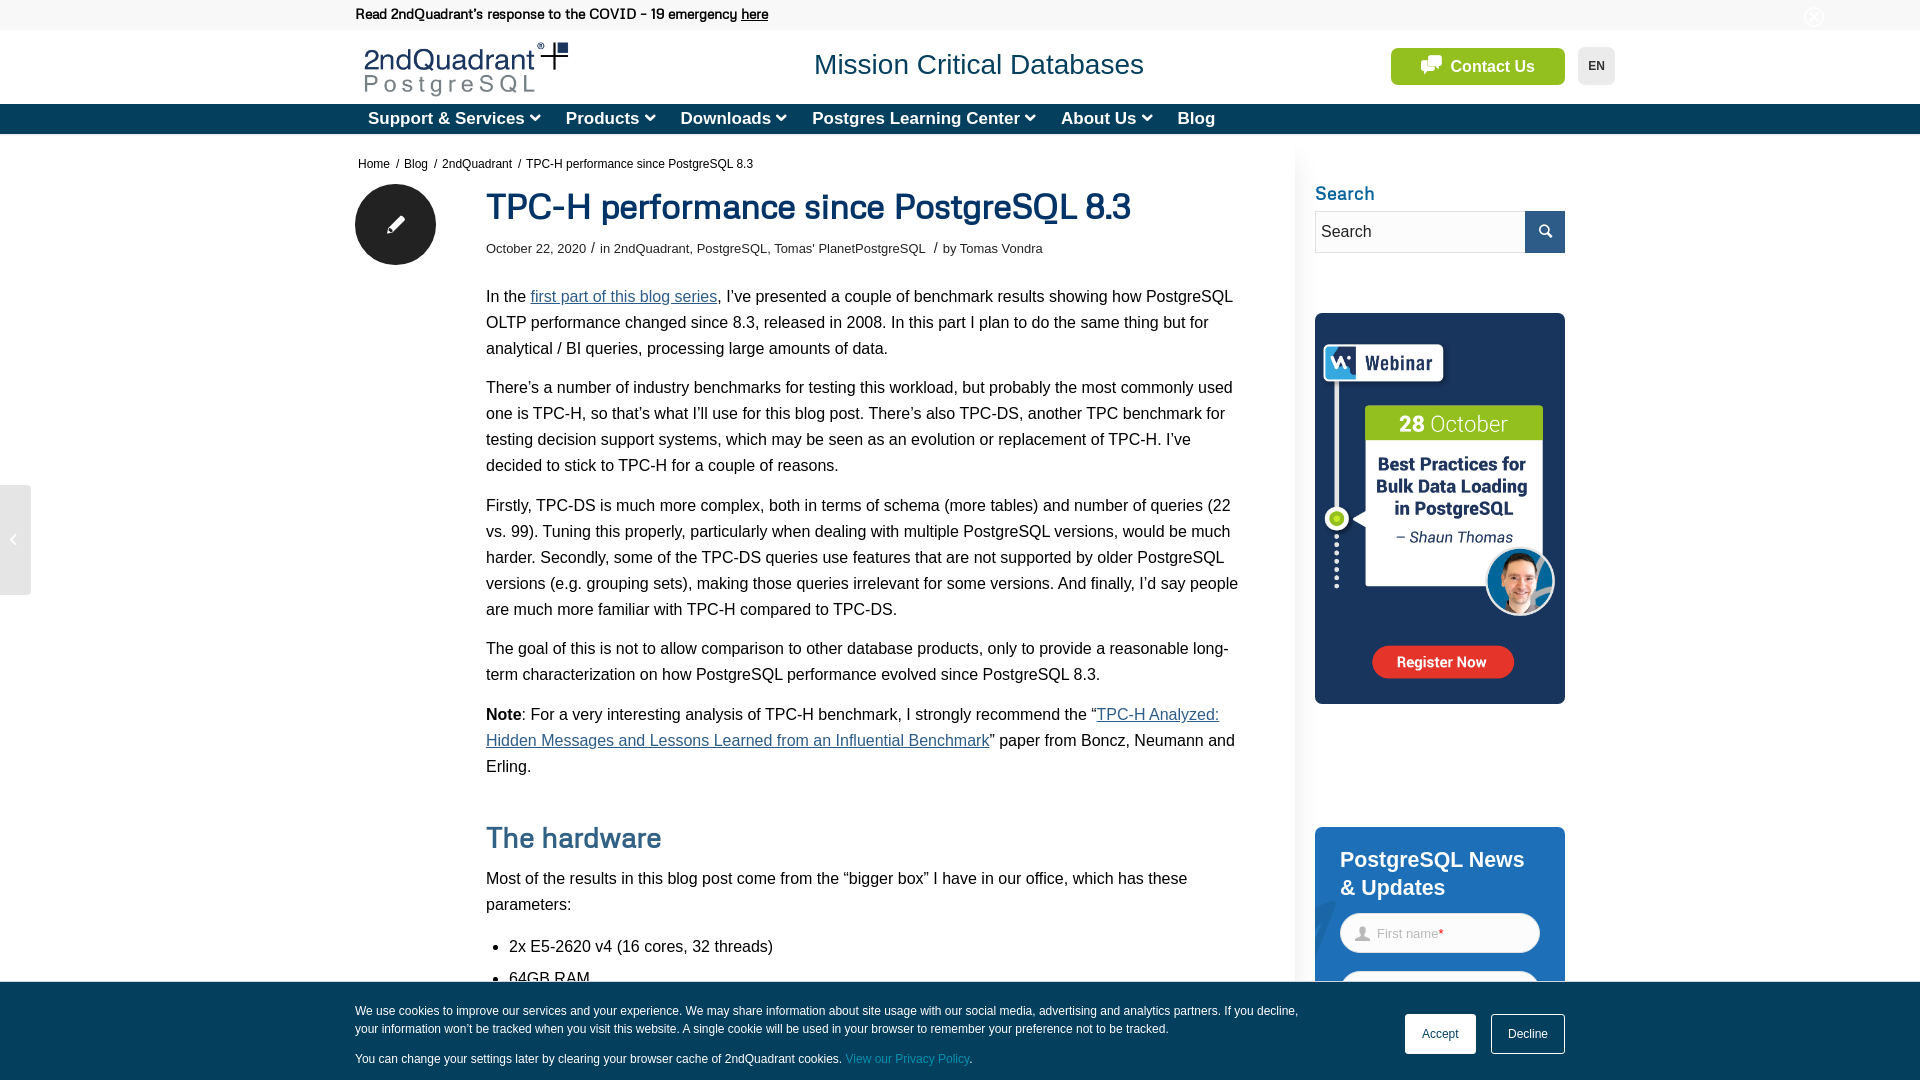 Read 2ndQuadrant's response to the COVID – 19 emergency here
2ndQuadrant®
PostgreSQL
Mission Critical Databases
Contact Us
EN
Support & Services
Products
Downloads
Postgres Learning Center
About Us
Blog
Home / Blog / 2ndQuadrant / TPC-H performance since PostgreSQL 8.3
TPC-H performance since PostgreSQL 8.3
October 22, 2020 / in 2ndQuadrant, PostgreSQL, Tomas' PlanetPostgreSQL / by Tomas Vondra
In the first part of this blog series, I’ve presented a couple of benchmark results showing how PostgreSQL
OLTP performance changed since 8.3, released in 2008. In this part I plan to do the same thing but for
analytical / BI queries, processing large amounts of data.
There’s a number of industry benchmarks for testing this workload, but probably the most commonly used
one is TPC-H, so that’s what I’ll use for this blog post. There’s also TPC-DS, another TPC benchmark for
testing decision support systems, which may be seen as an evolution or replacement of TPC-H. I’ve
decided to stick to TPC-H for a couple of reasons.
Firstly, TPC-DS is much more complex, both in terms of schema (more tables) and number of queries (22
vs. 99). Tuning this properly, particularly when dealing with multiple PostgreSQL versions, would be much
harder. Secondly, some of the TPC-DS queries use features that are not supported by older PostgreSQL
versions (e.g. grouping sets), making those queries irrelevant for some versions. And finally, I’d say people
are much more familiar with TPC-H compared to TPC-DS.
The goal of this is not to allow comparison to other database products, only to provide a reasonable long-
term characterization on how PostgreSQL performance evolved since PostgreSQL 8.3.
Note: For a very interesting analysis of TPC-H benchmark, I strongly recommend the “TPC-H Analyzed:
Hidden Messages and Lessons Learned from an Influential Benchmark” paper from Boncz, Neumann and
Erling.
The hardware
Most of the results in this blog post come from the “bigger box” I have in our office, which has these
parameters:
2x E5-2620 v4 (16 cores, 32 threads)
64GB RAM
Search
Search
Webinar
28 October
Best Practices for
Bulk Data Loading
in PostgreSQL
– Shaun Thomas
Register Now
PostgreSQL News
& Updates
First name*
We use cookies to improve our services and your experience. We may share information about site usage with our social media, advertising and analytics partners. If you decline,
your information won’t be tracked when you visit this website. A single cookie will be used in your browser to remember your preference not to be tracked.
You can change your settings later by clearing your browser cache of 2ndQuadrant cookies. View our Privacy Policy.
Accept
Decline